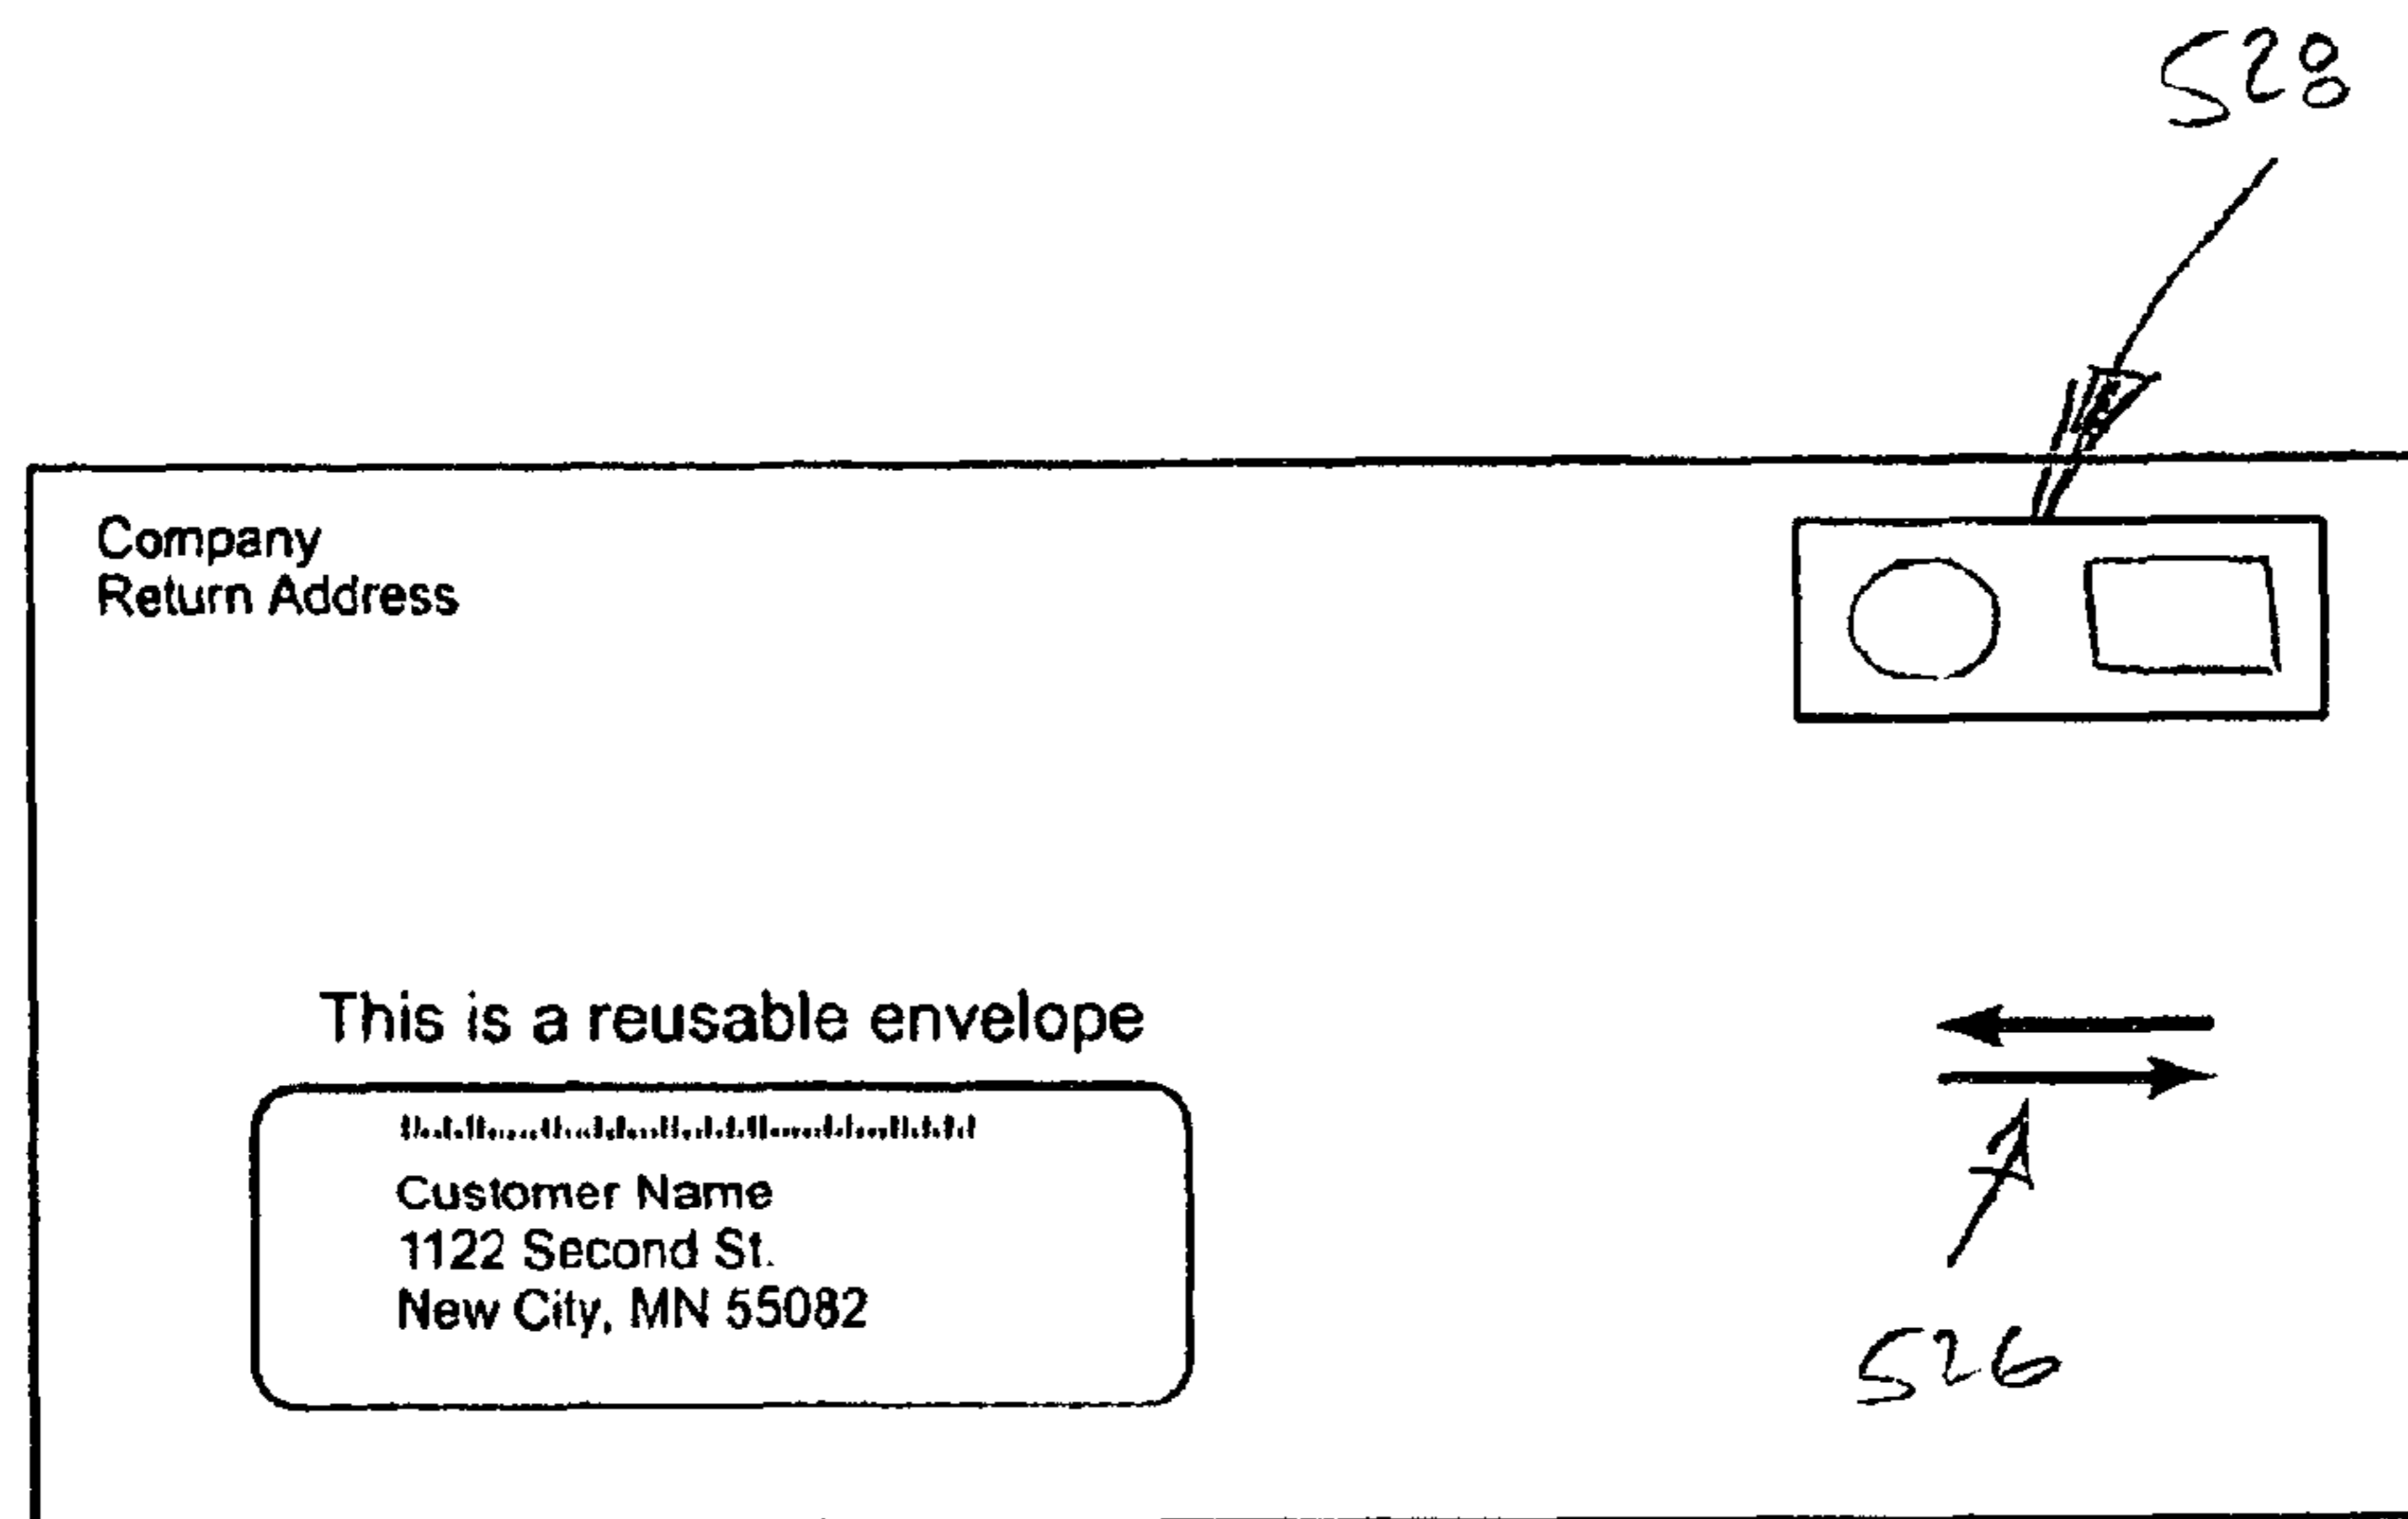 528
Company
Return Address
This is a reusable envelope
Customer Name
1122 Second St.
New City, MN 55082
526